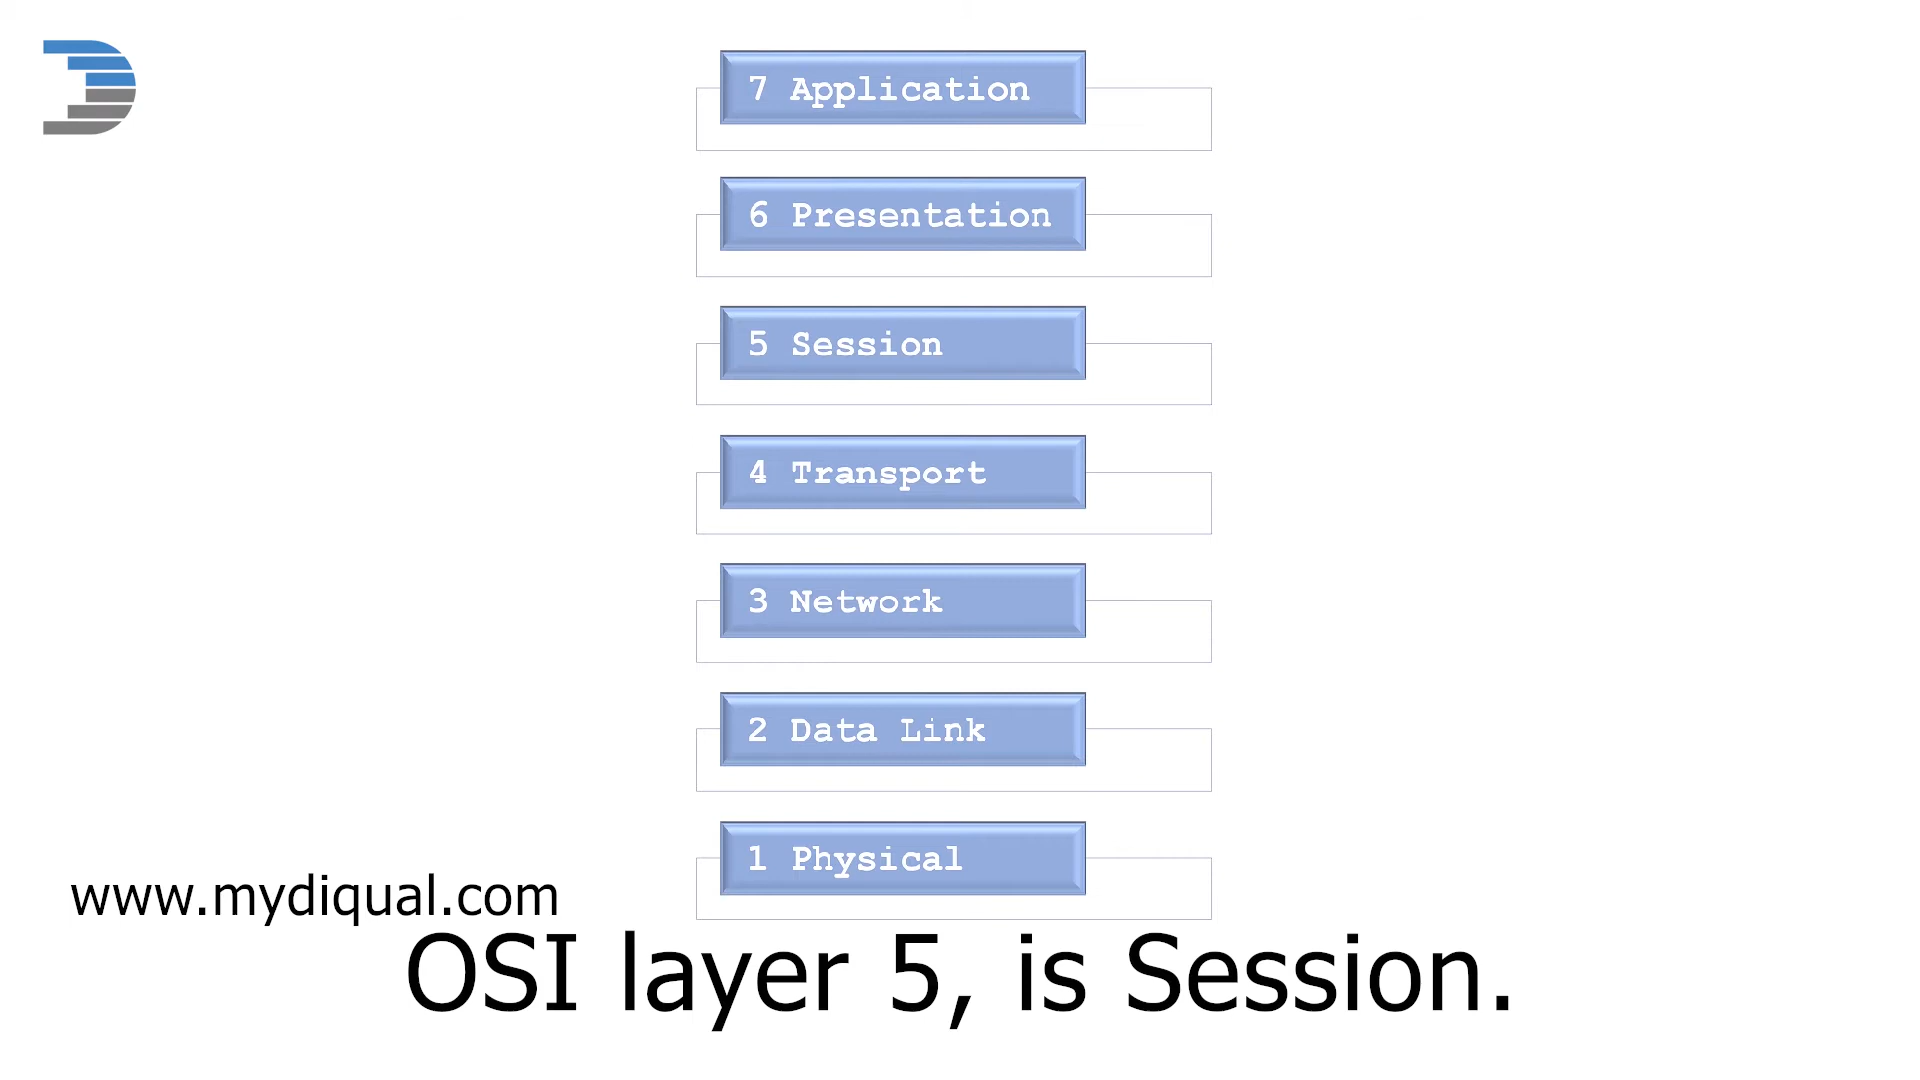 7 Application
6 Presentation
5 Session
4 Transport
3 Network
2 Data Link
1 Physical
www.mydiqual.com
OSI layer 5, is Session.